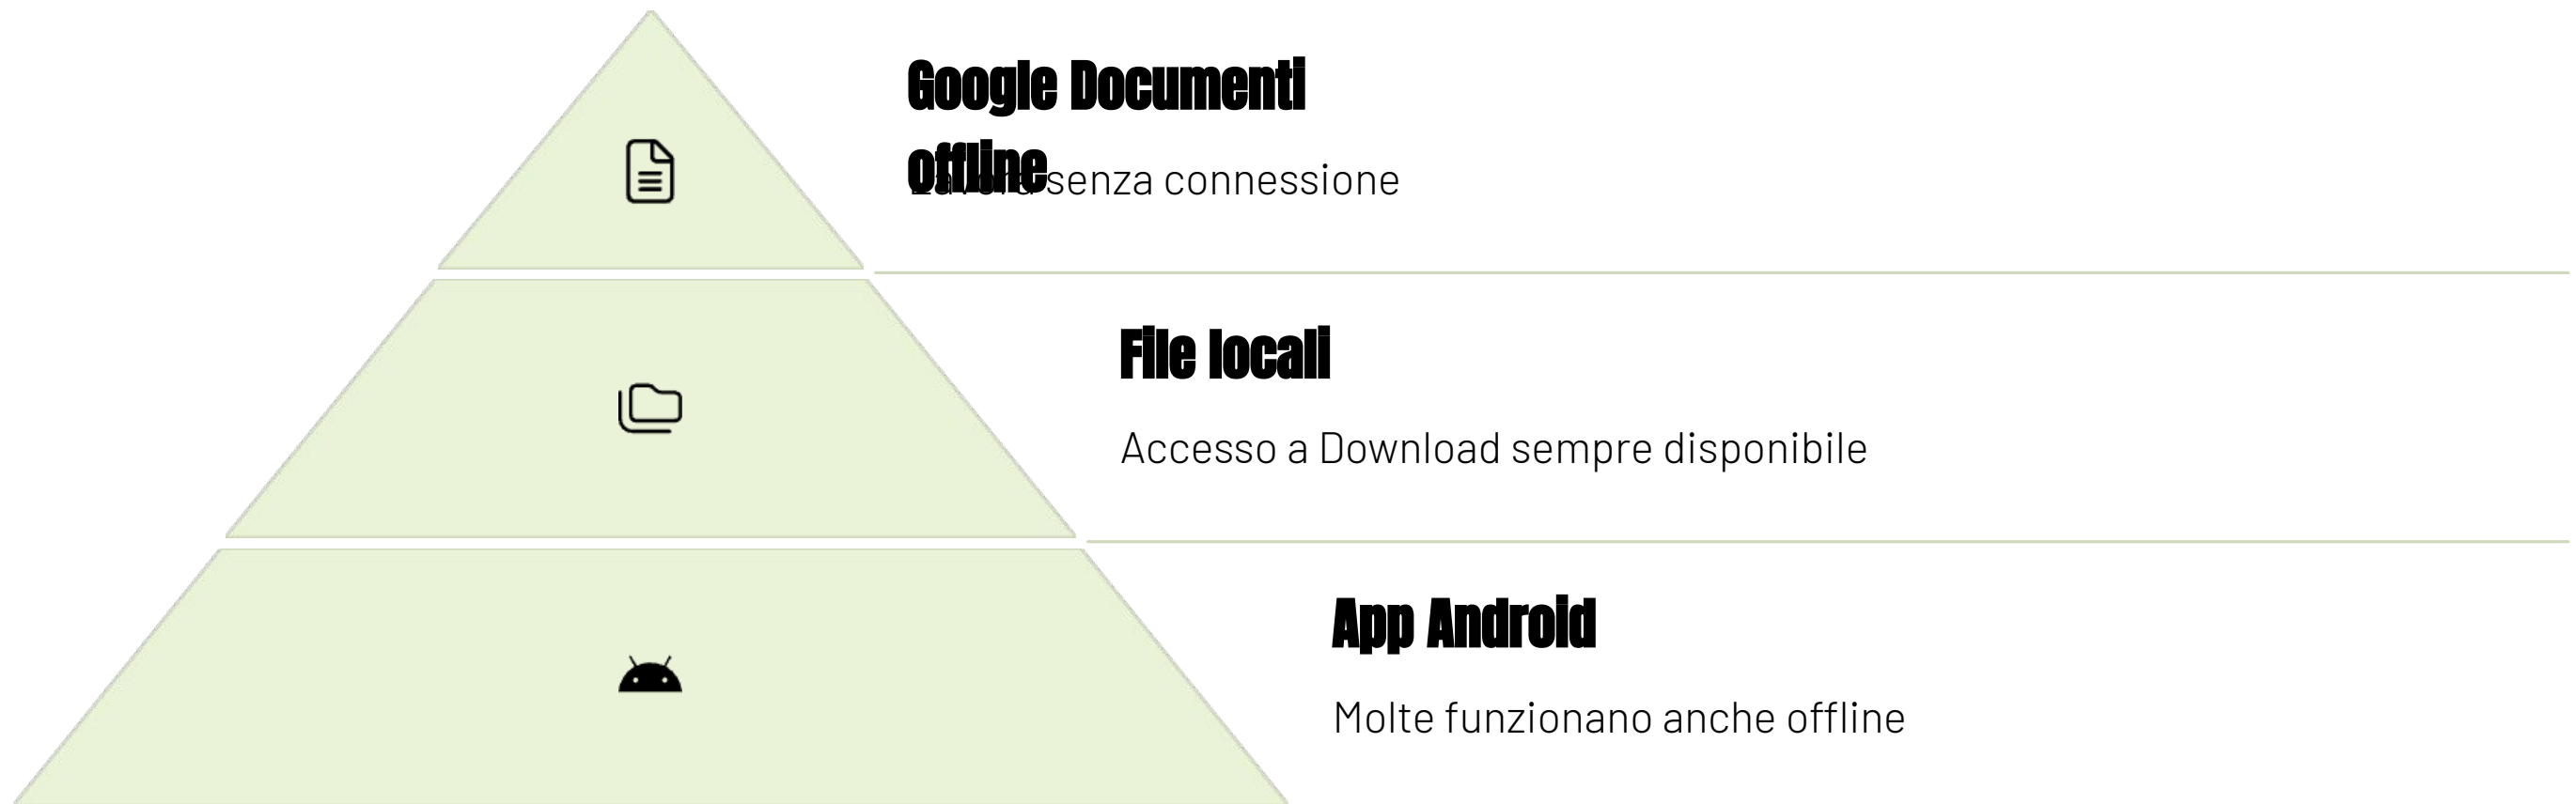 Google Documenti
offline
senza connessione
File locali
Accesso a Download sempre disponibile
App Android
Molte funzionano anche offline